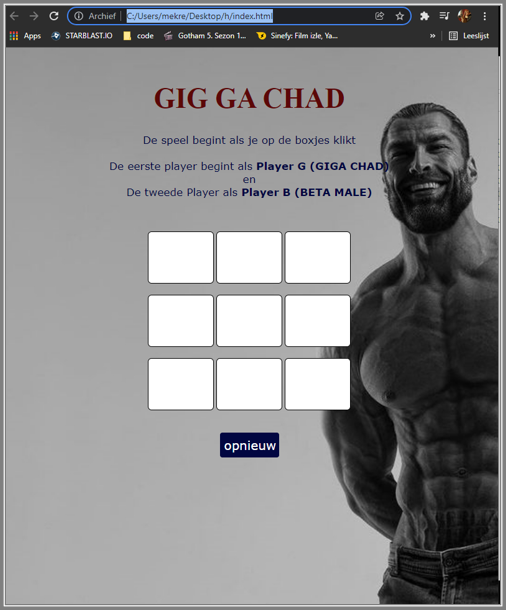 Archief C:/Users/mekre/Desktop/h/index.html
Apps STARBLAST.IO code Gotham 5. Sezon 1... Sinefy: Film izle, Ya... » Leeslijst
GIG GA CHAD
De speel begint als je op de boxjes klikt
De eerste player begint als Player G (GIGA CHAD)
en
De tweede Player als Player B (BETA MALE)
opnieuw